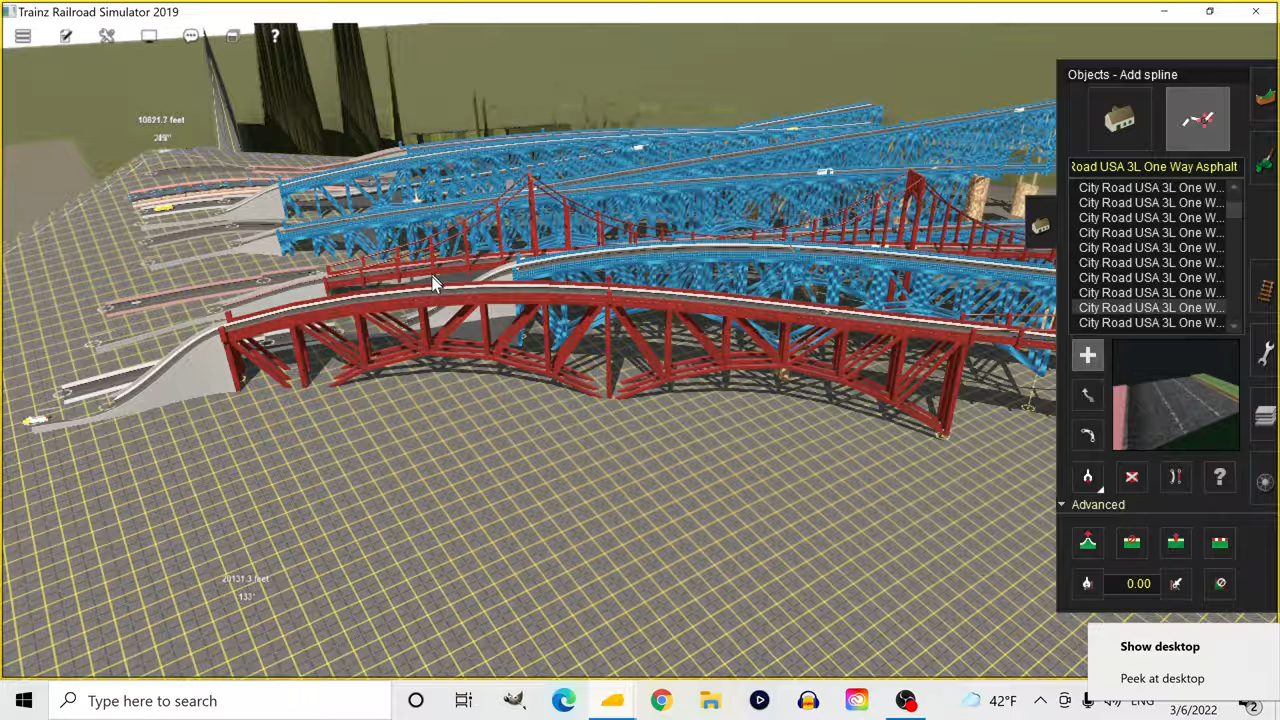 Trainz Railroad Simulator 2019
?
10621.7 feet
Objects - Add spline
Road USA 3L One Way Asphalt
City Road USA 3L One W...
City Road USA 3L One W...
City Road USA 3L One W...
City Road USA 3L One W...
City Road USA 3L One W...
City Road USA 3L One W...
City Road USA 3L One W...
City Road USA 3L One W...
City Road USA 3L One W...
City Road USA 3L One W...
?
Advanced
0.00
20131.3 feet
133°
Show desktop
Peek at desktop
Type here to search
42°F
ENG
3/6/2022
2